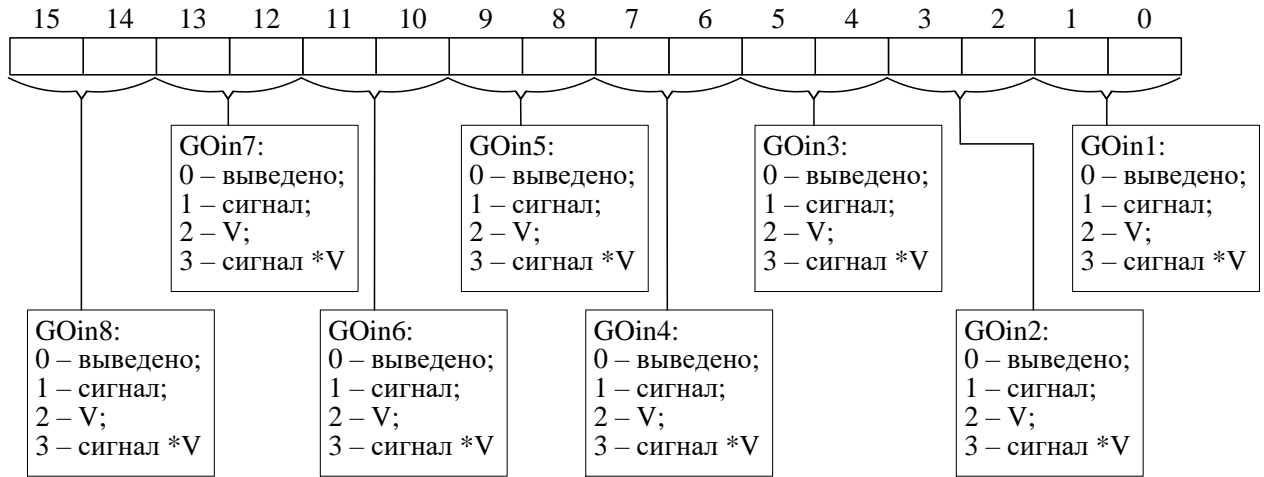 15 14 13 12 11 10 9 8 7 6 5 4 3 2 1 0
GOin7:
0 – выведено;
1 – сигнал;
2 – V;
3 – сигнал *V
GOin5:
0 – выведено;
1 – сигнал;
2 – V;
3 – сигнал *V
GOin3:
0 – выведено;
1 – сигнал;
2 – V;
3 – сигнал *V
GOin1:
0 – выведено;
1 – сигнал;
2 – V;
3 – сигнал *V
GOin8:
0 – выведено;
1 – сигнал;
2 – V;
3 – сигнал *V
GOin6:
0 – выведено;
1 – сигнал;
2 – V;
3 – сигнал *V
GOin4:
0 – выведено;
1 – сигнал;
2 – V;
3 – сигнал *V
GOin2:
0 – выведено;
1 – сигнал;
2 – V;
3 – сигнал *V